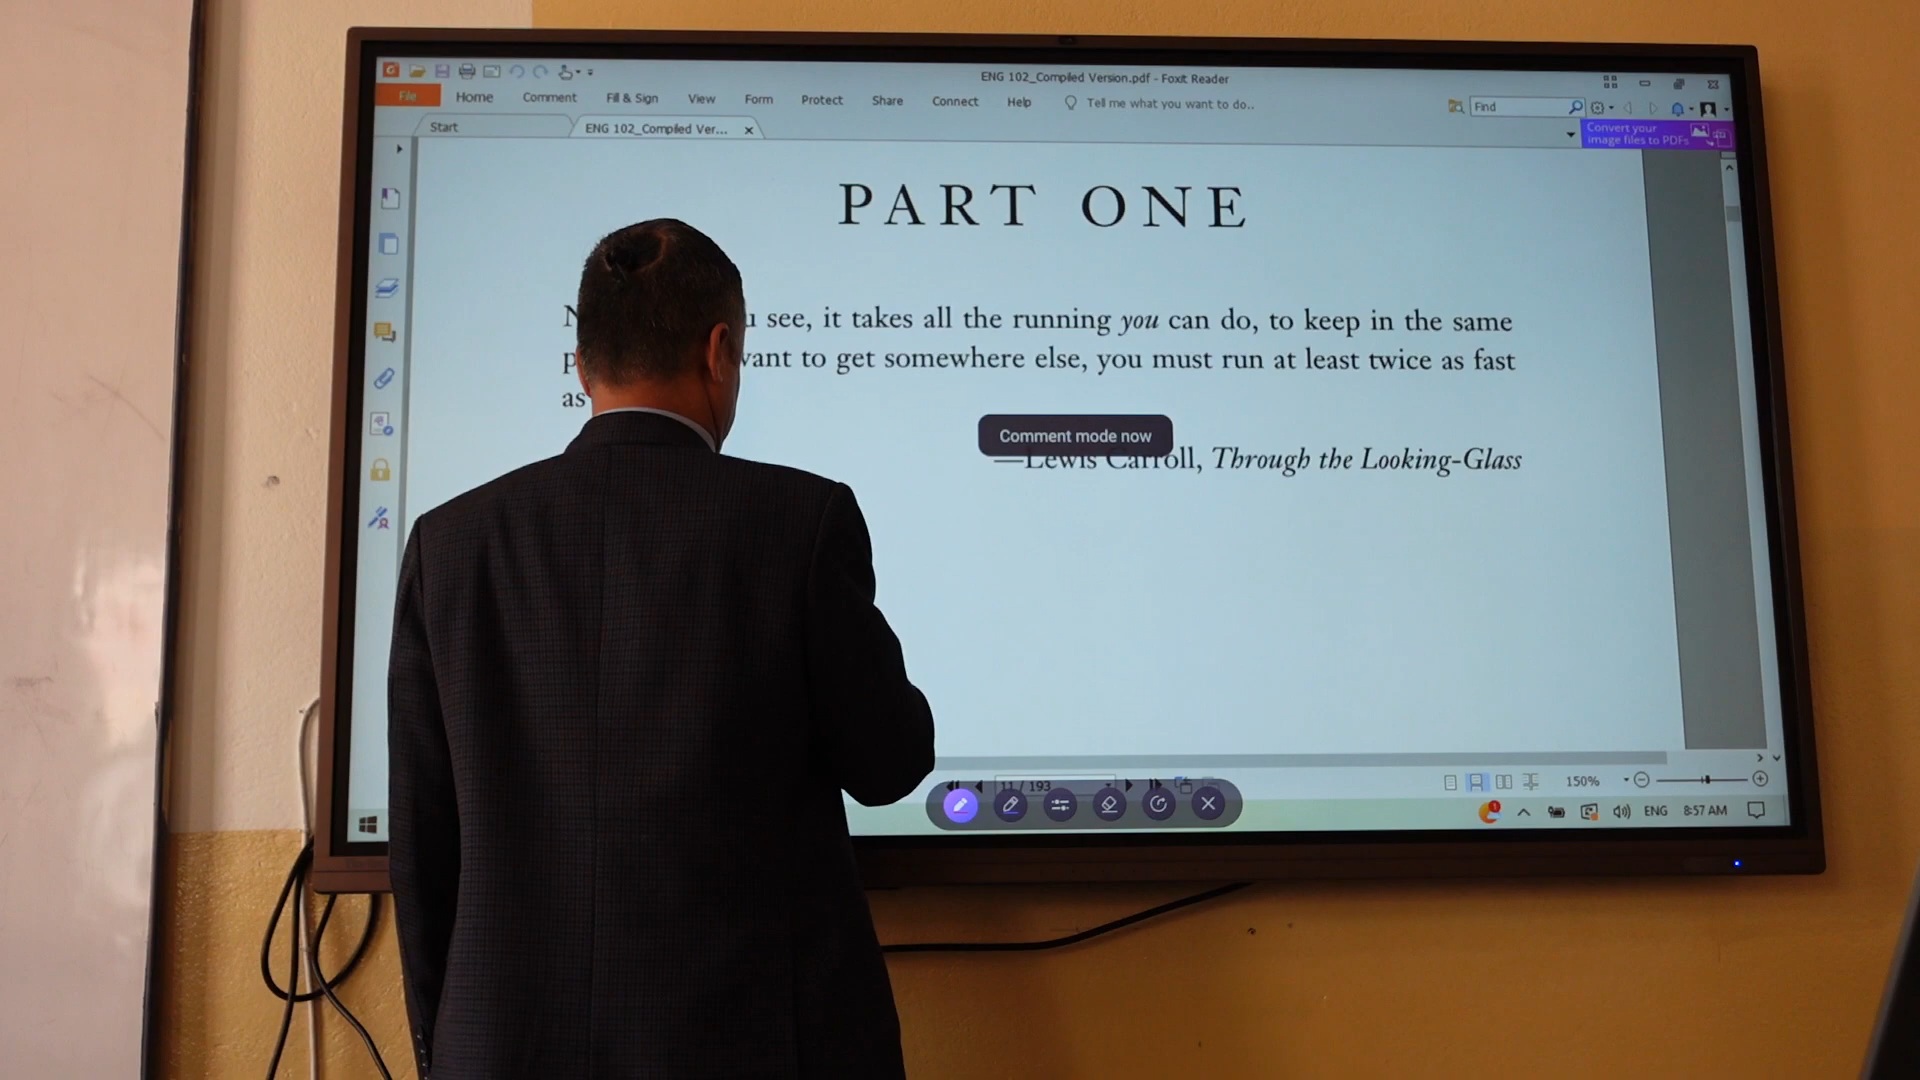 ENG 102_Compiled Version.pdf - Foxit Reader
File Home Comment Fill & Sign View Form Protect Share Connect Help Tell me what you want to do.. Find
Start ENG 102_Compiled Ver...
Convert your
image files to PDFs
PART ONE
see, it takes all the running you can do, to keep in the same
to get somewhere else, you must run at least twice as fast
as
Comment mode now
—Lewis Carroll, Through the Looking-Glass
11 / 193
150%
ENG 8:57 AM